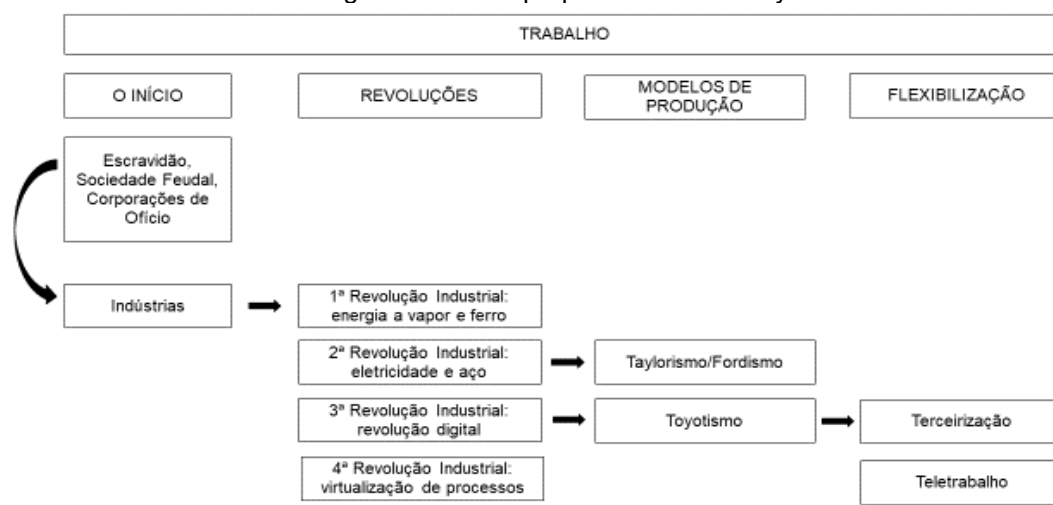 TRABALHO
O INÍCIO
REVOLUÇÕES
MODELOS DE
PRODUÇÃO
FLEXIBILIZAÇÃO
Escravidão,
Sociedade Feudal,
Corporações de
Ofício
Indústrias
1ª Revolução Industrial:
energia a vapor e ferro
2ª Revolução Industrial:
eletricidade e aço
Taylorismo/Fordismo
3ª Revolução Industrial:
revolução digital
Toyotismo
Terceirização
4ª Revolução Industrial:
virtualização de processos
Teletrabalho